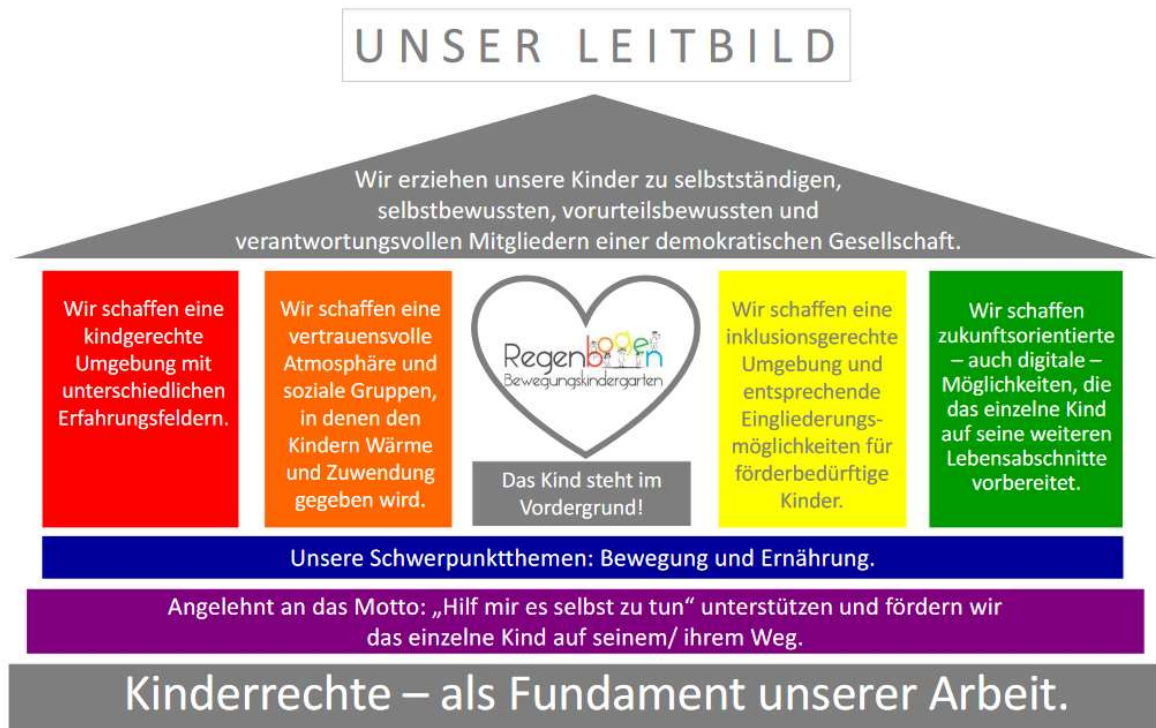 UNSER LEITBILD
Wir erziehen unsere Kinder zu selbstständigen,
selbstbewussten, vorurteilsbewussten und
verantwortungsvollen Mitgliedern einer demokratischen Gesellschaft.
Wir schaffen eine
kindgerechte
Umgebung mit
unterschiedlichen
Erfahrungsfeldern.
Wir schaffen eine
vertrauensvolle
Atmosphäre und
soziale Gruppen,
in denen den
Kindern Wärme
und Zuwendung
gegeben wird.
Regenbogen
Bewegungskindergarten
Das Kind steht im
Vordergrund!
Wir schaffen eine
inklusionsgerechte
Umgebung und
entsprechende
Eingliederungs-
möglichkeiten für
förderbedürftige
Kinder.
Wir schaffen
zukunftsorientierte
– auch digitale –
Möglichkeiten, die
das einzelne Kind
auf seine weiteren
Lebensabschnitte
vorbereitet.
Unsere Schwerpunktthemen: Bewegung und Ernährung.
Angelehnt an das Motto: „Hilf mir es selbst zu tun“ unterstützen und fördern wir
das einzelne Kind auf seinem/ ihrem Weg.
Kinderrechte – als Fundament unserer Arbeit.